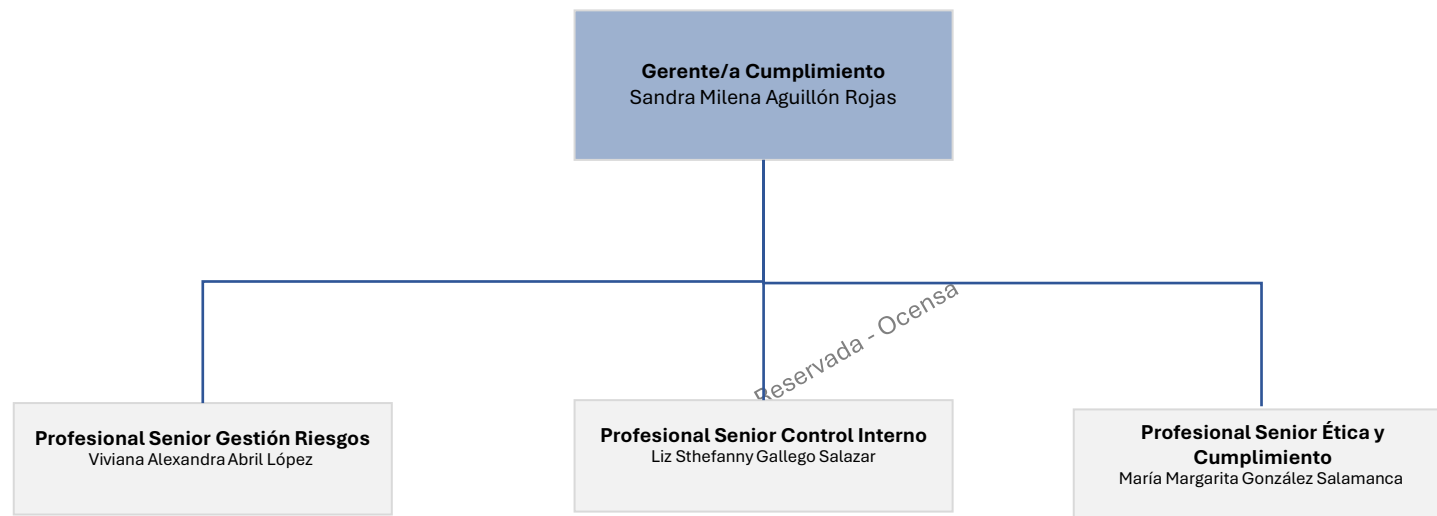 Gerente/a Cumplimiento
Sandra Milena Aguillón Rojas
Reservada - Ocensa
Profesional Senior Gestión Riesgos
Viviana Alexandra Abril López
Profesional Senior Control Interno
Liz Sthefanny Gallego Salazar
Profesional Senior Ética y
Cumplimiento
María Margarita González Salamanca